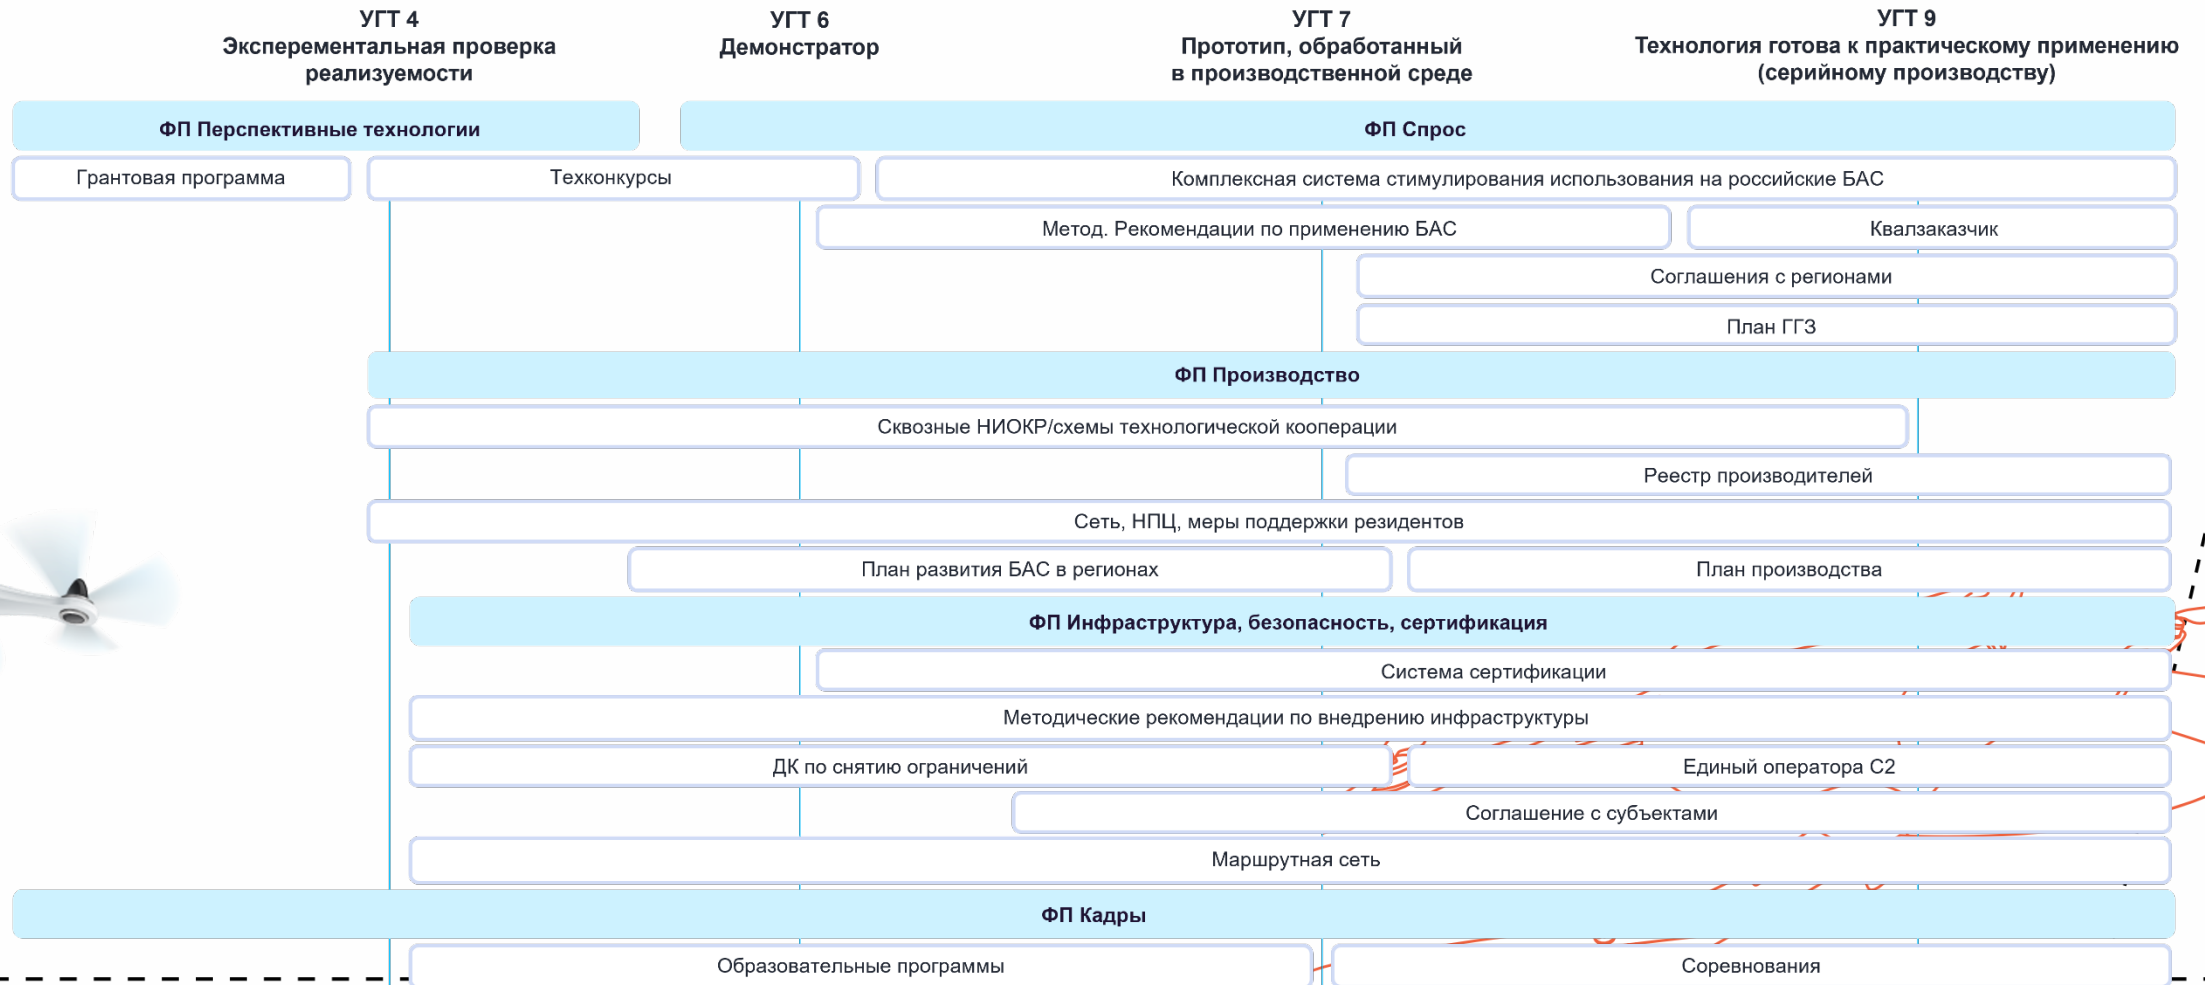 УГТ 4
Эксперементальная проверка
реализуемости
УГТ 6
Демонстратор
УГТ 7
Прототип, обработанный
в производственной среде
УГТ 9
Технология готова к практическому применению
(серийному производству)
ФП Перспективные технологии
ФП Спрос
Грантовая программа
Техконкурсы
Комплексная система стимулирования использования на российские БАС
Метод. Рекомендации по применению БАС
Квалзаказчик
Соглашения с регионами
План ГГЗ
ФП Производство
Сквозные НИОКР/схемы технологической кооперации
Реестр производителей
Сеть, НПЦ, меры поддержки резидентов
План развития БАС в регионах
План производства
ФП Инфраструктура, безопасность, сертификация
Система сертификации
Методические рекомендации по внедрению инфраструктуры
ДК по снятию ограничений
Единый оператора С2
Соглашение с субъектами
Маршрутная сеть
ФП Кадры
Образовательные программы
Соревнования